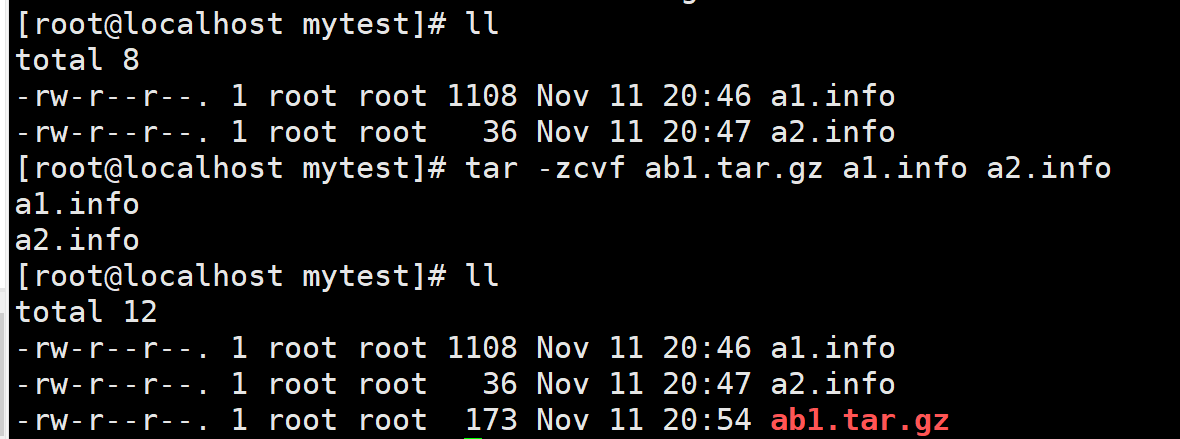 [root@localhost mytest]# ll
total 8
-rw-r--r--. 1 root root 1108 Nov 11 20:46 a1.info
-rw-r--r--. 1 root root   36 Nov 11 20:47 a2.info
[root@localhost mytest]# tar -zcvf ab1.tar.gz a1.info a2.info
a1.info
a2.info
[root@localhost mytest]# ll
total 12
-rw-r--r--. 1 root root 1108 Nov 11 20:46 a1.info
-rw-r--r--. 1 root root   36 Nov 11 20:47 a2.info
-rw-r--r--. 1 root root  173 Nov 11 20:54 ab1.tar.gz